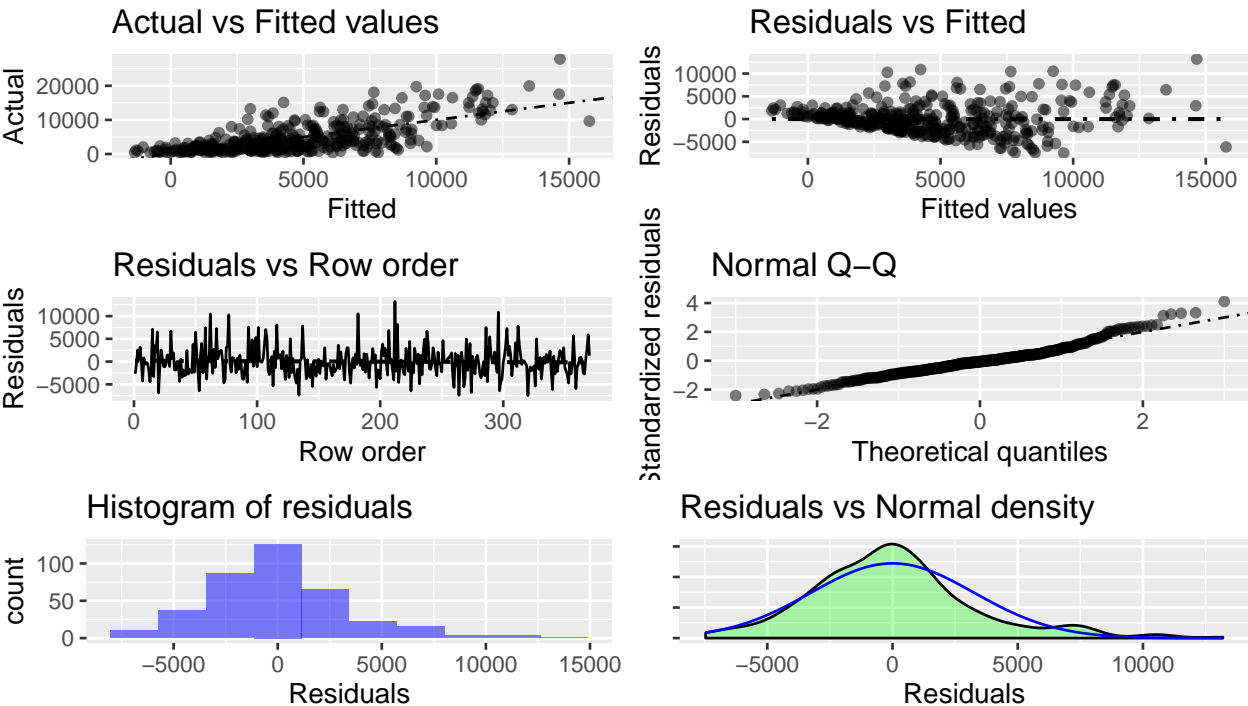 Actual vs Fitted values
Actual
20000
10000
0
0 5000 10000 15000
Fitted
Residuals vs Fitted
Residuals
10000
5000
0
−5000
0 5000 10000 15000
Fitted values
Residuals vs Row order
Residuals
10000
5000
0
−5000
0 100 200 300
Row order
Normal Q−Q
Standardized residuals
4
2
0
−2
−2 0 2
Theoretical quantiles
Histogram of residuals
count
100
50
0
−5000 0 5000 10000 15000
Residuals
Residuals vs Normal density
−5000 0 5000 10000
Residuals